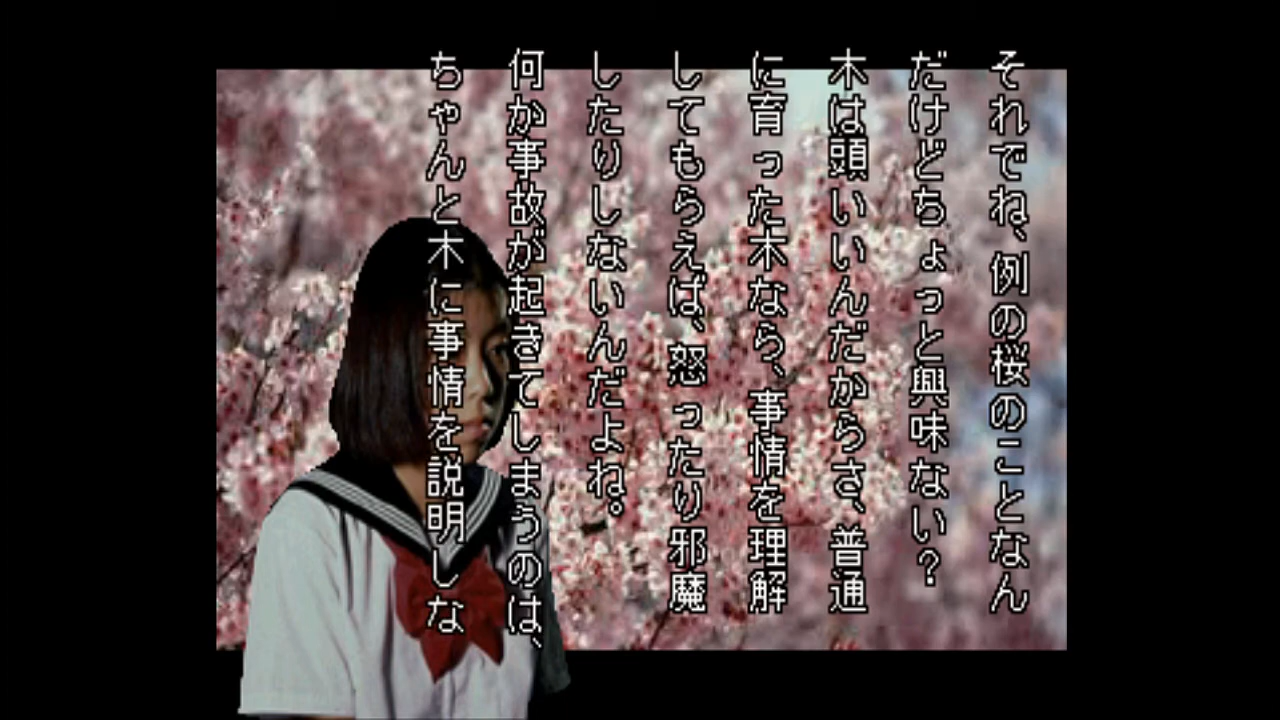 それでね、例の桜のことなん
だけどちょっと興味ない？
木は頭いいんだからさ、普通
に育った木なら、事情を理解
してもらえば、怒ったり邪魔
したりしないんだよね。
何か事故が起きてしまうのは、
ちゃんと木に事情を説明しな